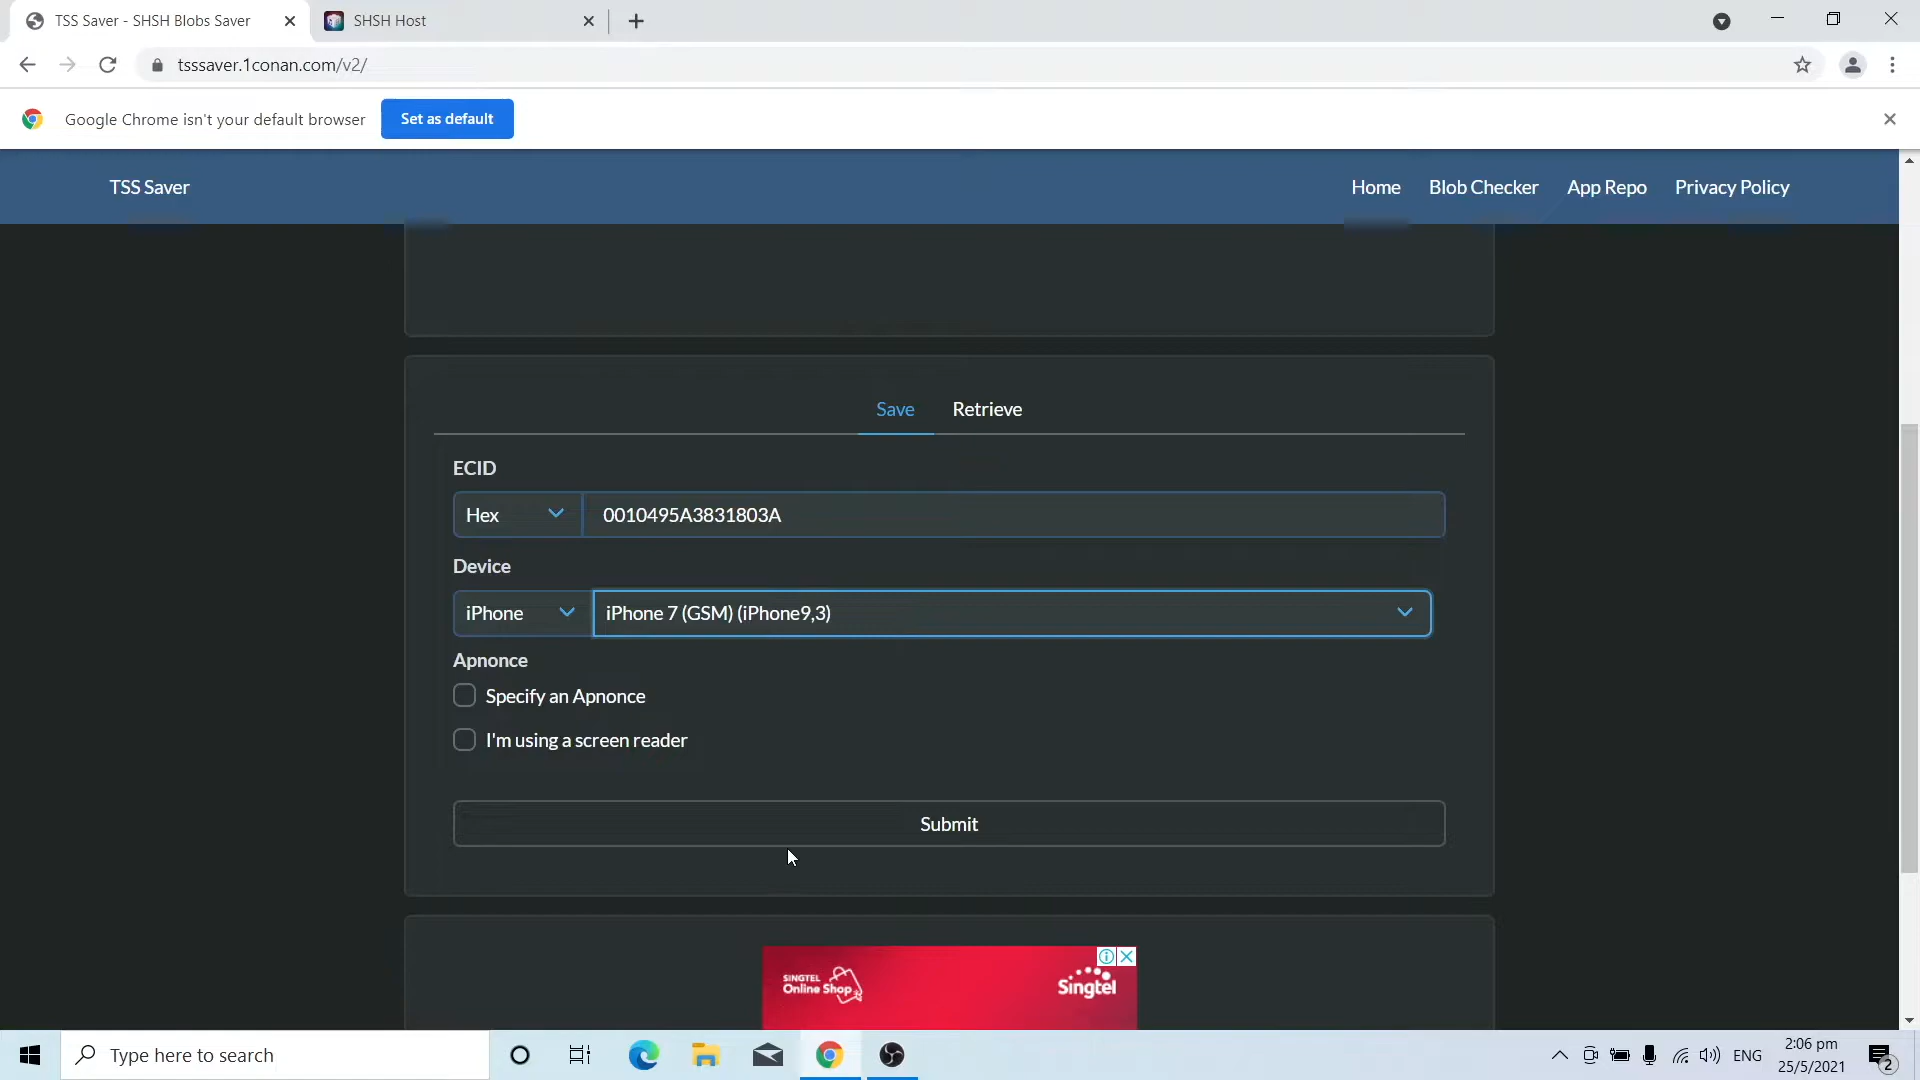 TSS Saver - SHSH Blobs Saver
SHSH Host
tsssaver.1conan.com/v2/
Google Chrome isn't your default browser
Set as default
TSS Saver
Home
Blob Checker
App Repo
Privacy Policy
Save
Retrieve
ECID
Hex
0010495A3831803A
Device
iPhone
iPhone 7 (GSM) (iPhone9,3)
Apnonce
Specify an Apnonce
I'm using a screen reader
Submit
SINGTEL
Online Shop
Singtel
Type here to search
ENG
2:06 pm
25/5/2021
2